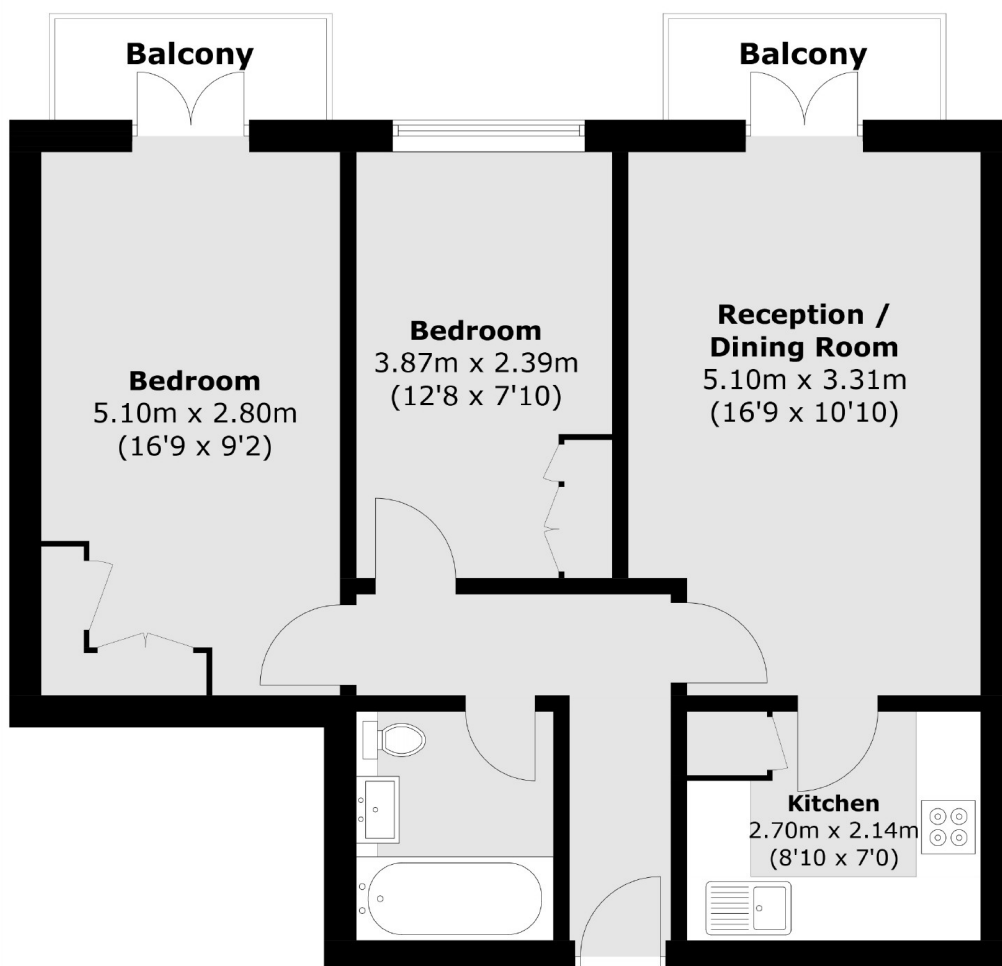 Balcony
Balcony
Bedroom
5.10m x 2.80m
(16'9 x 9'2)
Bedroom
3.87m x 2.39m
(12'8 x 7'10)
Reception /
Dining Room
5.10m x 3.31m
(16'9 x 10'10)
Kitchen
2.70m x 2.14m
(8'10 x 7'0)